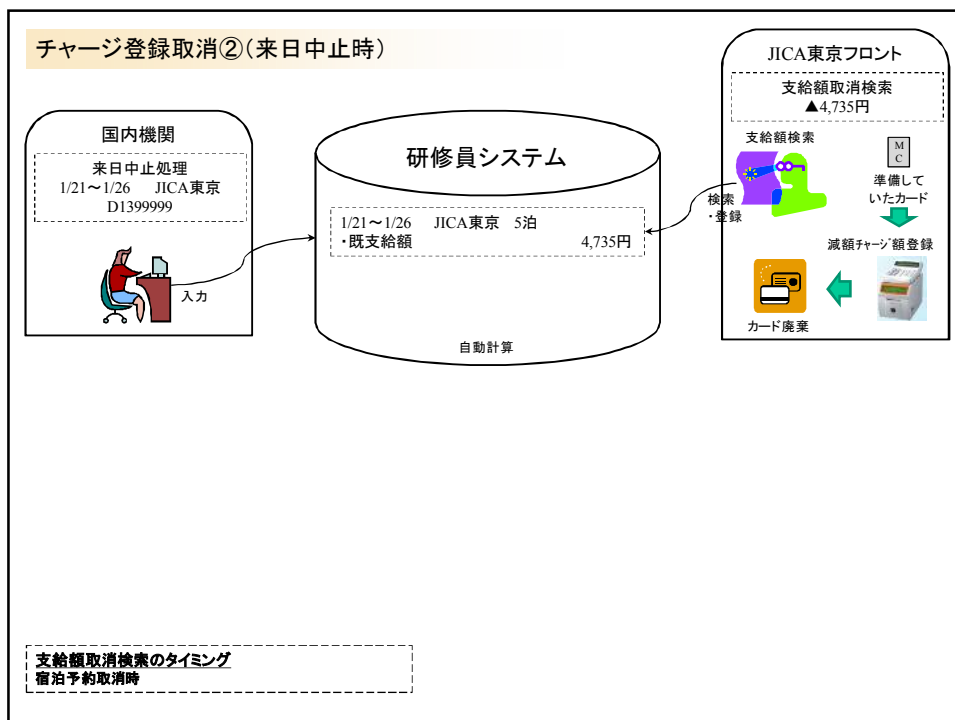 チャージ登録取消②(来日中止時)
国内機関
来日中止処理
1/21～1/26 JICA東京
D1399999
入力
研修員システム
1/21～1/26 JICA東京 5泊
・既支給額 4,735円
自動計算
JICA東京フロント
支給額取消検索
▲4,735円
支給額検索
検索
・登録
M
C
準備して
いたカード
減額ﾁｬｰｼﾞ額登録
カード廃棄
支給額取消検索のタイミング
宿泊予約取消時